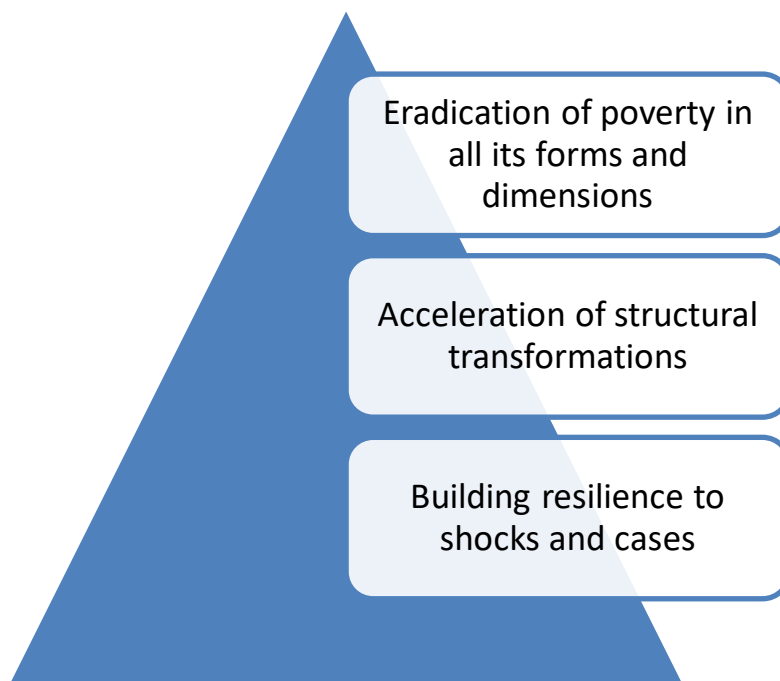 Eradication of poverty in
all its forms and
dimensions
Acceleration of structural
transformations
Building resilience to
shocks and cases